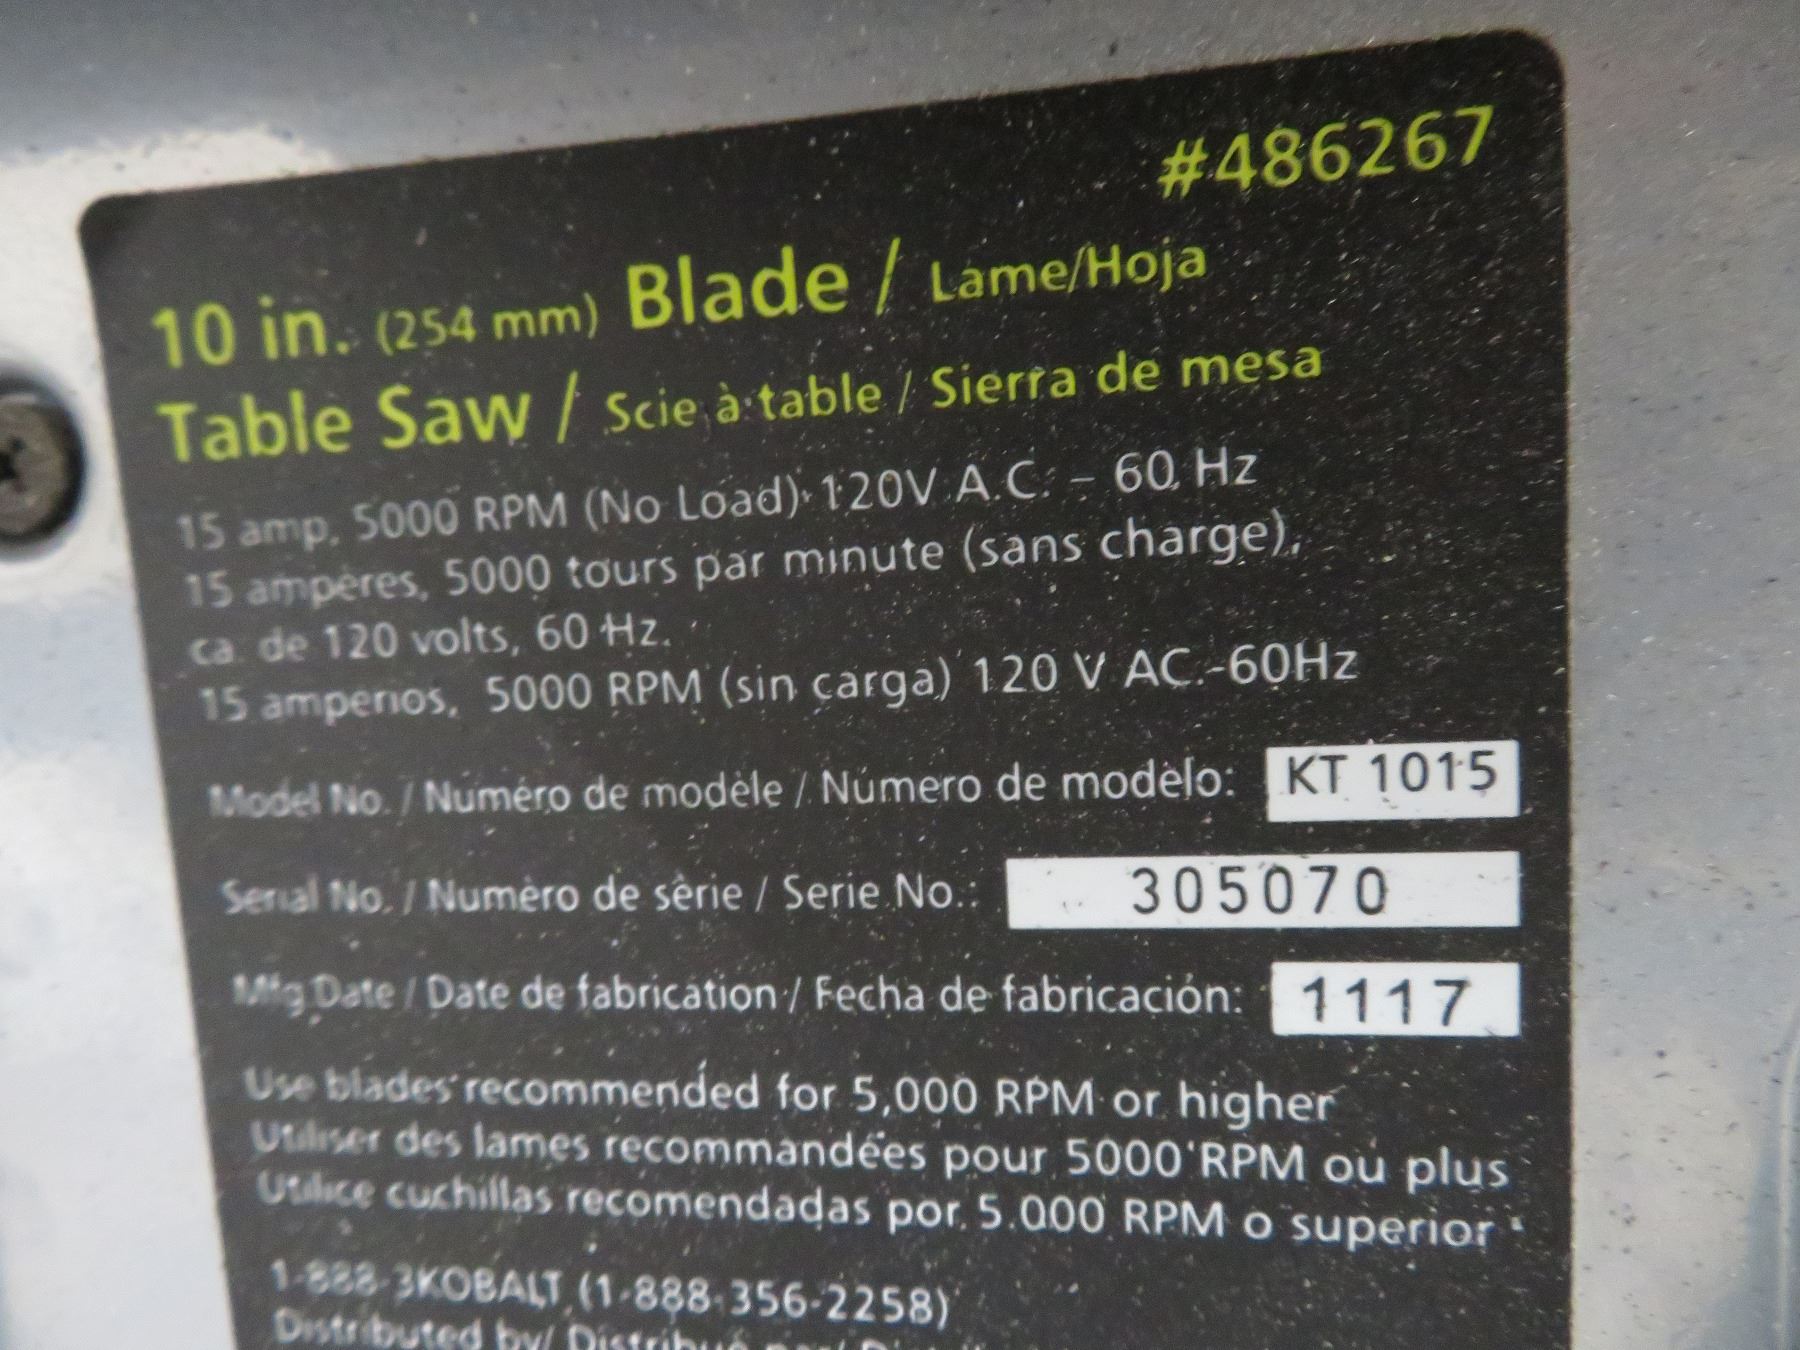 #486267
10 in. (254 mm) Blade / Lame/Hoja
Table Saw / Scie à table / Sierra de mesa
15 amp, 5000 RPM (No Load) 120V A.C. – 60 Hz
15 ampères, 5000 tours par minute (sans charge),
ca. de 120 volts, 60 Hz.
15 amperios, 5000 RPM (sin carga) 120 V AC.-60Hz
Model No. / Numéro de modèle / Número de modelo: KT 1015
Serial No. / Numéro de série / Serie No.: 305070
Mfg Date / Date de fabrication / Fecha de fabricación: 1117
Use blades recommended for 5,000 RPM or higher
Utiliser des lames recommandées pour 5000 RPM ou plus
Utilice cuchillas recomendadas por 5.000 RPM o superior
1-888-3KOBALT (1-888-356-2258)
Distributed by/ Distribué par/